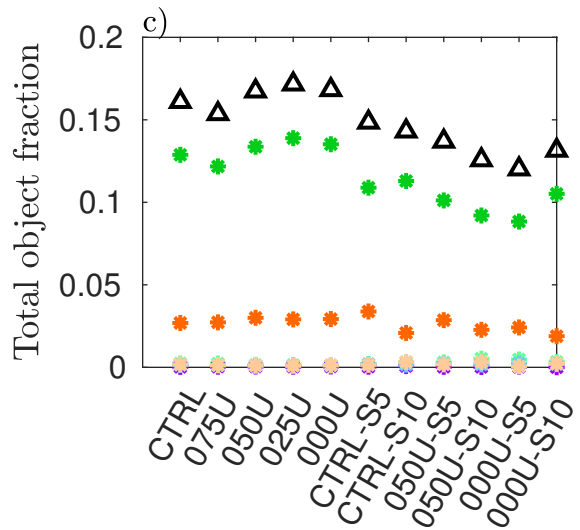 c)
0.2
0.15
0.1
0.05
0
Total object fraction
CTRL
075U
050U
025U
000U
CTRL-S5
CTRL-S10
050U-S5
050U-S10
000U-S5
000U-S10